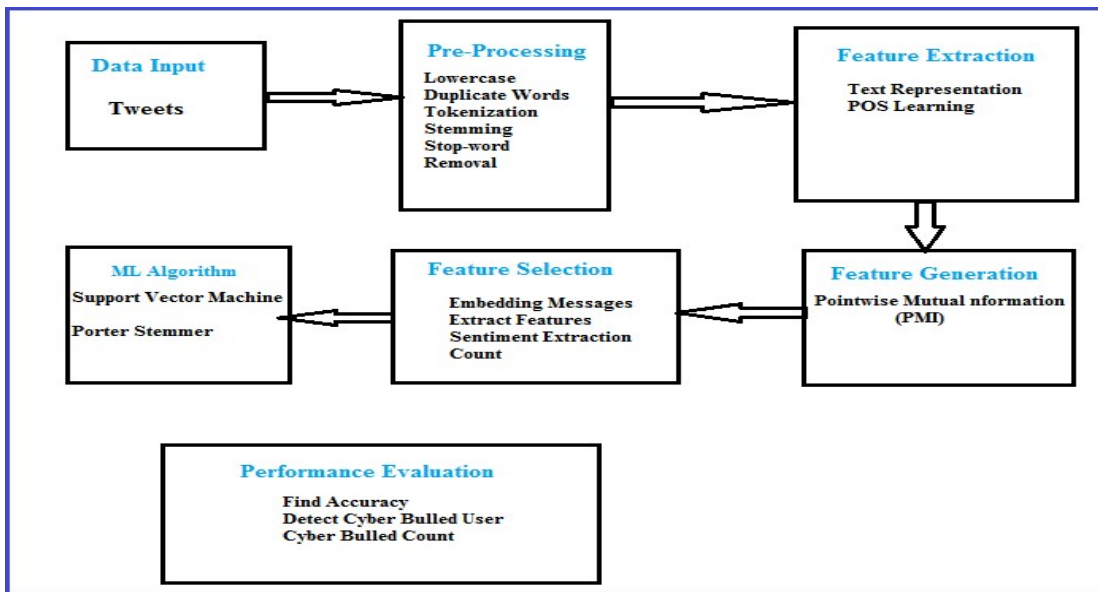 Data Input
Tweets
Pre-Processing
Lowercase
Duplicate Words
Tokenization
Stemming
Stop-word
Removal
Feature Extraction
Text Representation
POS Learning
Feature Generation
Pointwise Mutual nformation
(PMI)
Feature Selection
Embedding Messages
Extract Features
Sentiment Extraction
Count
ML Algorithm
Support Vector Machine
Porter Stemmer
Performance Evaluation
Find Accuracy
Detect Cyber Bulled User
Cyber Bulled Count